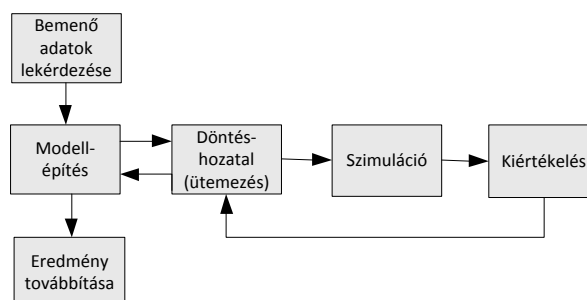 Bemenő
adatok
lekérdezése
Modell-
építés
Döntés-
hozatal
(ütemezés)
Szimuláció
Kiértékelés
Eredmény
továbbítása